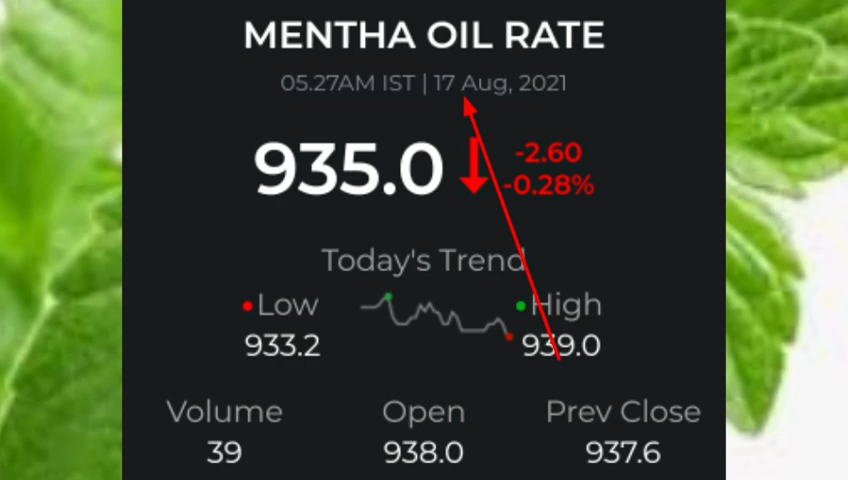 MENTHA OIL RATE
05.27AM IST | 17 Aug, 2021
935.0 -2.60
-0.28%
Today's Trend
Low High
933.2 939.0
Volume Open Prev Close
39 938.0 937.6